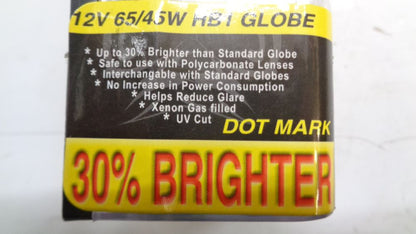 12V 65/45W HB1 GLOBE
* Up to 30% Brighter than Standard Globe
* Safe to use with Polycarbonate Lenses
* Interchangable with Standard Globes
* No Increase in Power Consumption
* Helps Reduce Glare
* Xenon Gas filled
* UV Cut
DOT MARK
30% BRIGHTER